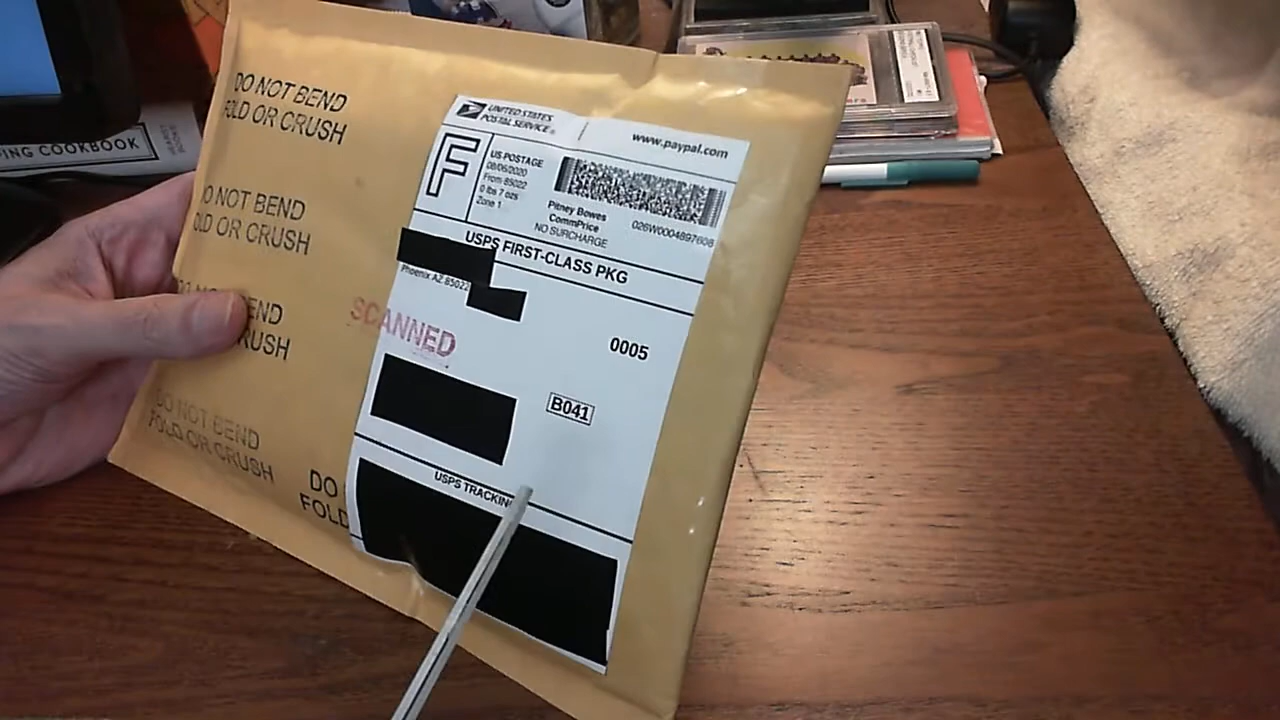 DO NOT BEND
FOLD OR CRUSH
O NOT BEND
OLD OR CRUSH
END
RUSH
DO NOT BEND
FOLD OR CRUSH
DO
FOLD
UNITED STATES
POSTAL SERVICE®
www.paypal.com
F
US POSTAGE
08/06/2020
From 85022
0 lbs 7 ozs
Zone 1
Pitney Bowes
CommPrice
NO SURCHARGE
026W0004897608
USPS FIRST-CLASS PKG
Phoenix AZ 85022
SCANNED
0005
B041
USPS TRACKIN
PING COOKBOOK
ers